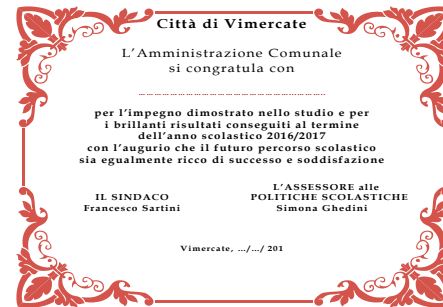 Città di Vimercate
L'Amministrazione Comunale
si congratula con
……………………………………………………..
per l'impegno dimostrato nello studio e per
i brillanti risultati conseguiti al termine
dell'anno scolastico 2016/2017
con l'augurio che il futuro percorso scolastico
sia egualmente ricco di successo e soddisfazione
IL SINDACO
Francesco Sartini
L'ASSESSORE alle
POLITICHE SCOLASTICHE
Simona Ghedini
Vimercate, …/…/ 201